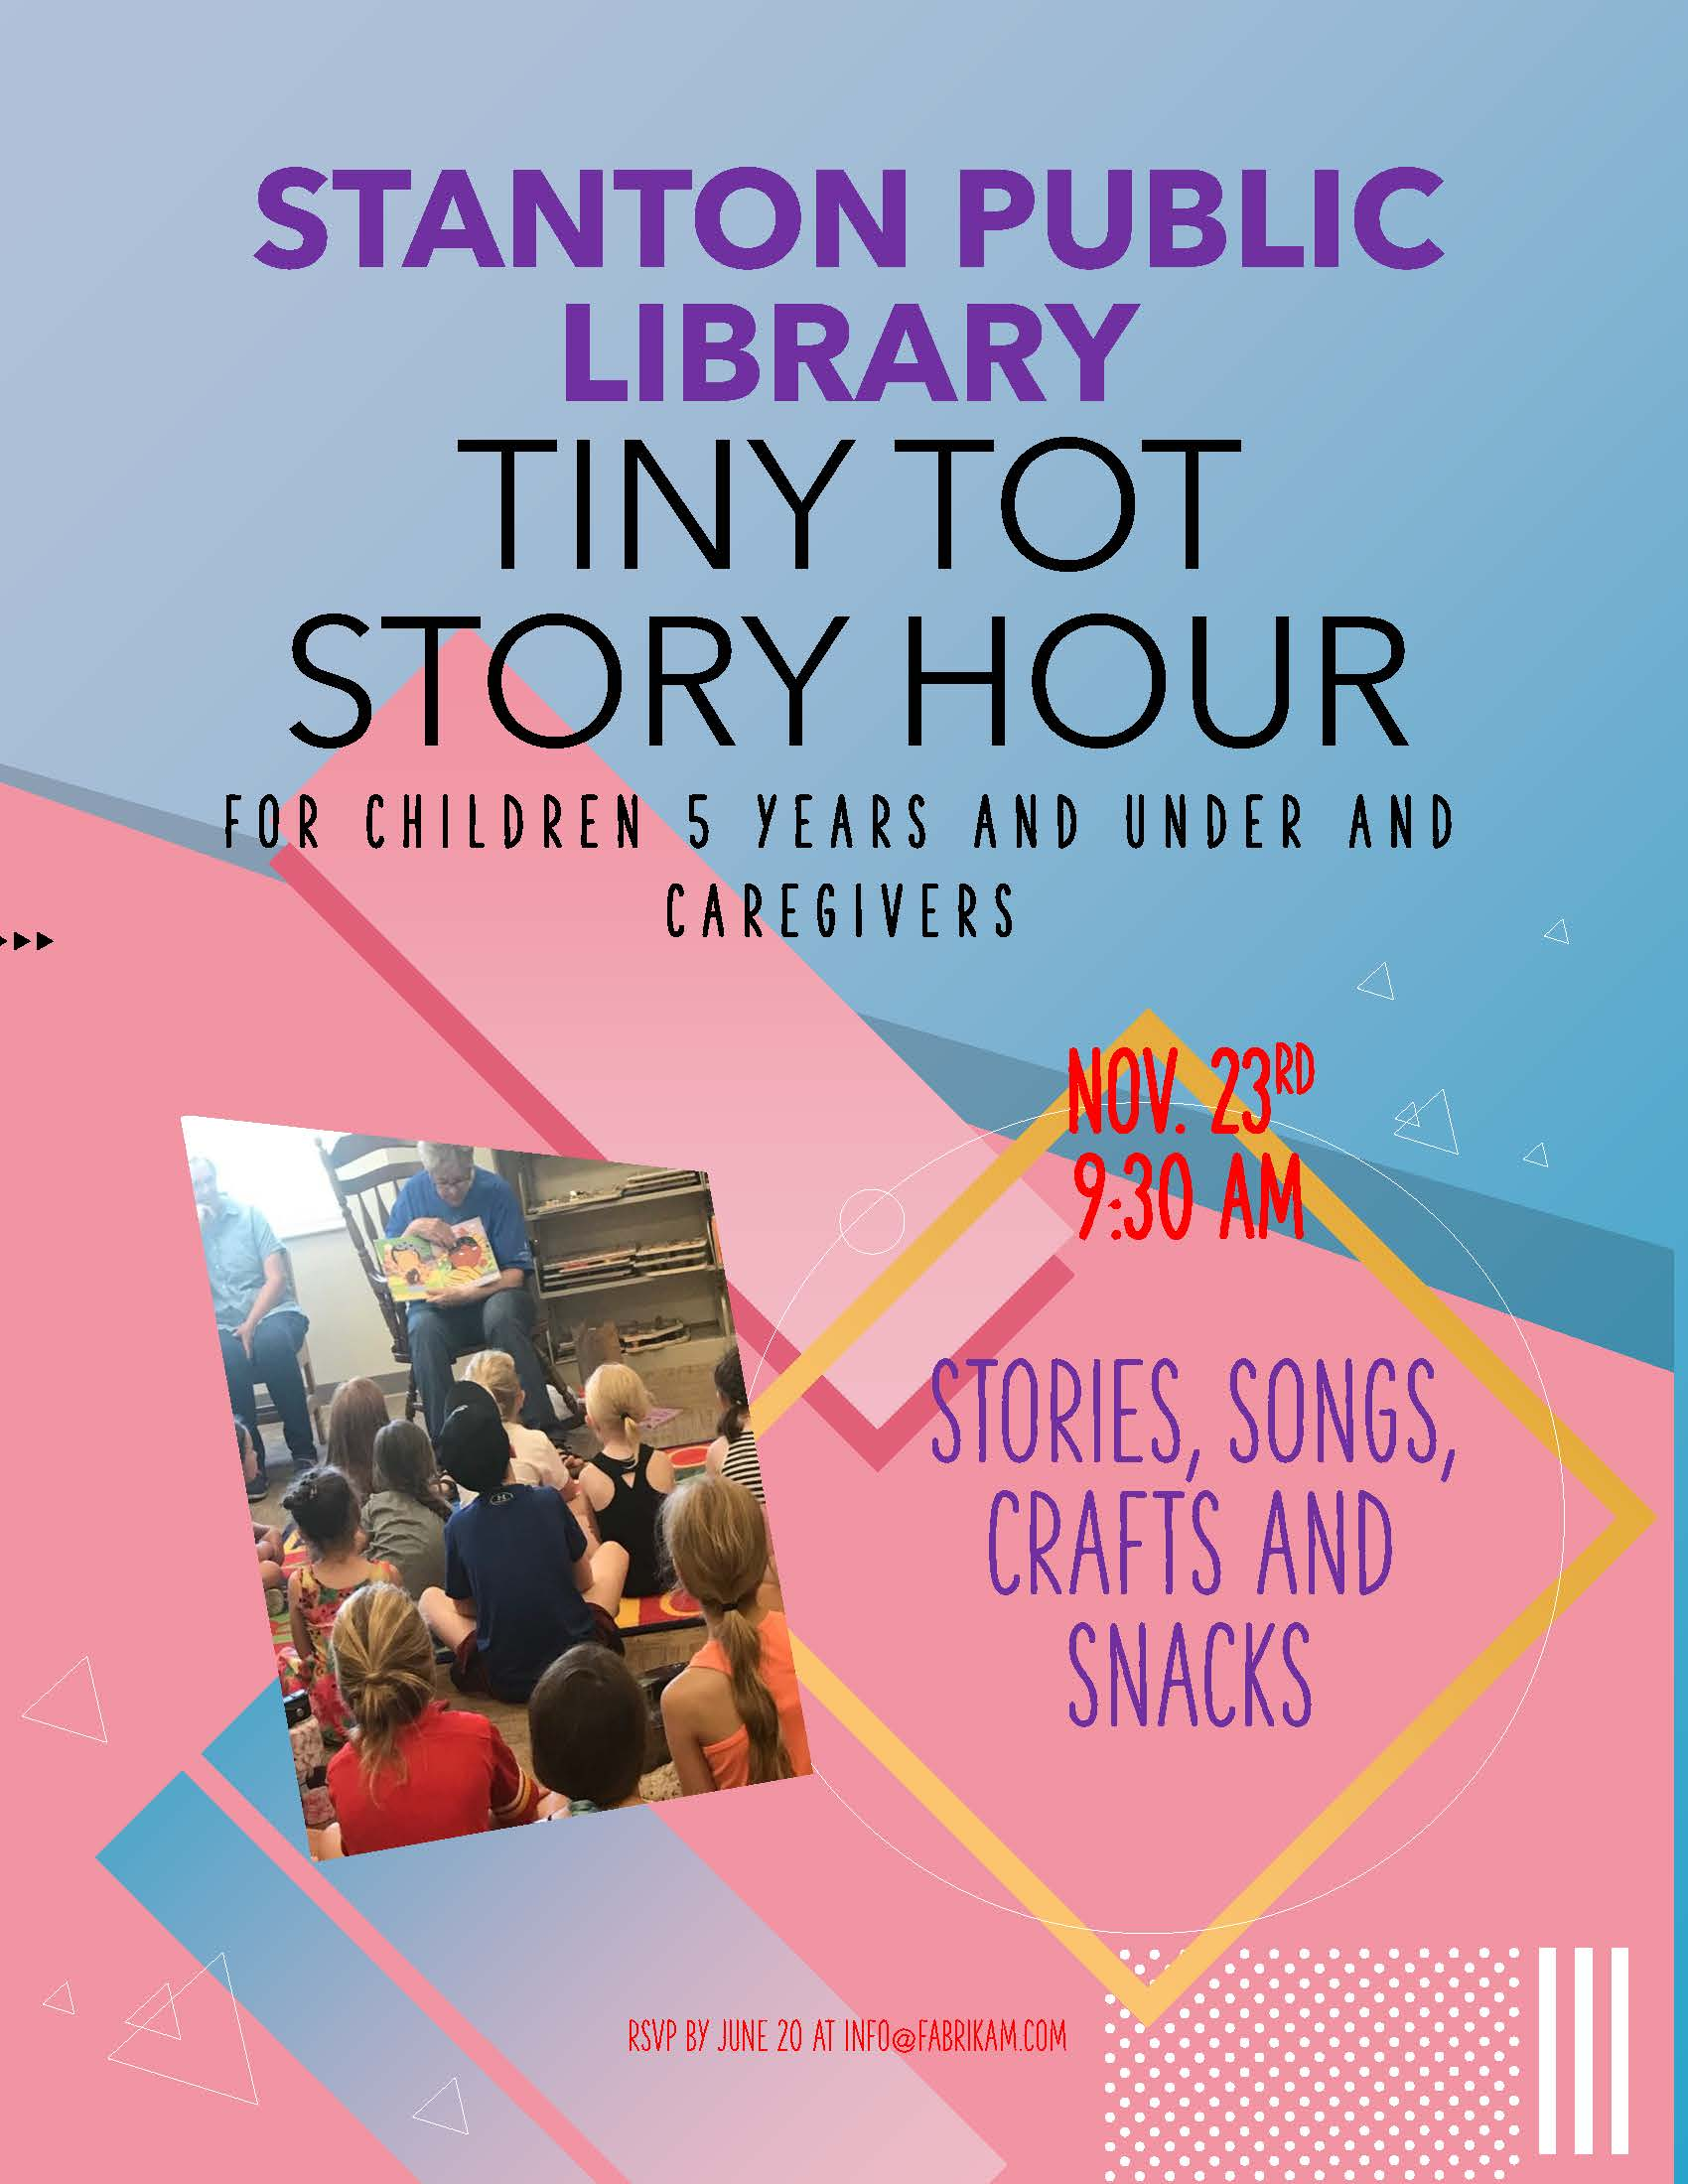 STANTON PUBLIC
LIBRARY
TINY TOT
STORY HOUR
FOR CHILDREN 5 YEARS AND UNDER AND
CAREGIVERS
NOV. 23RD
9:30 AM
STORIES, SONGS,
CRAFTS AND
SNACKS
RSVP BY JUNE 20 AT INFO@FABRIKAM.COM